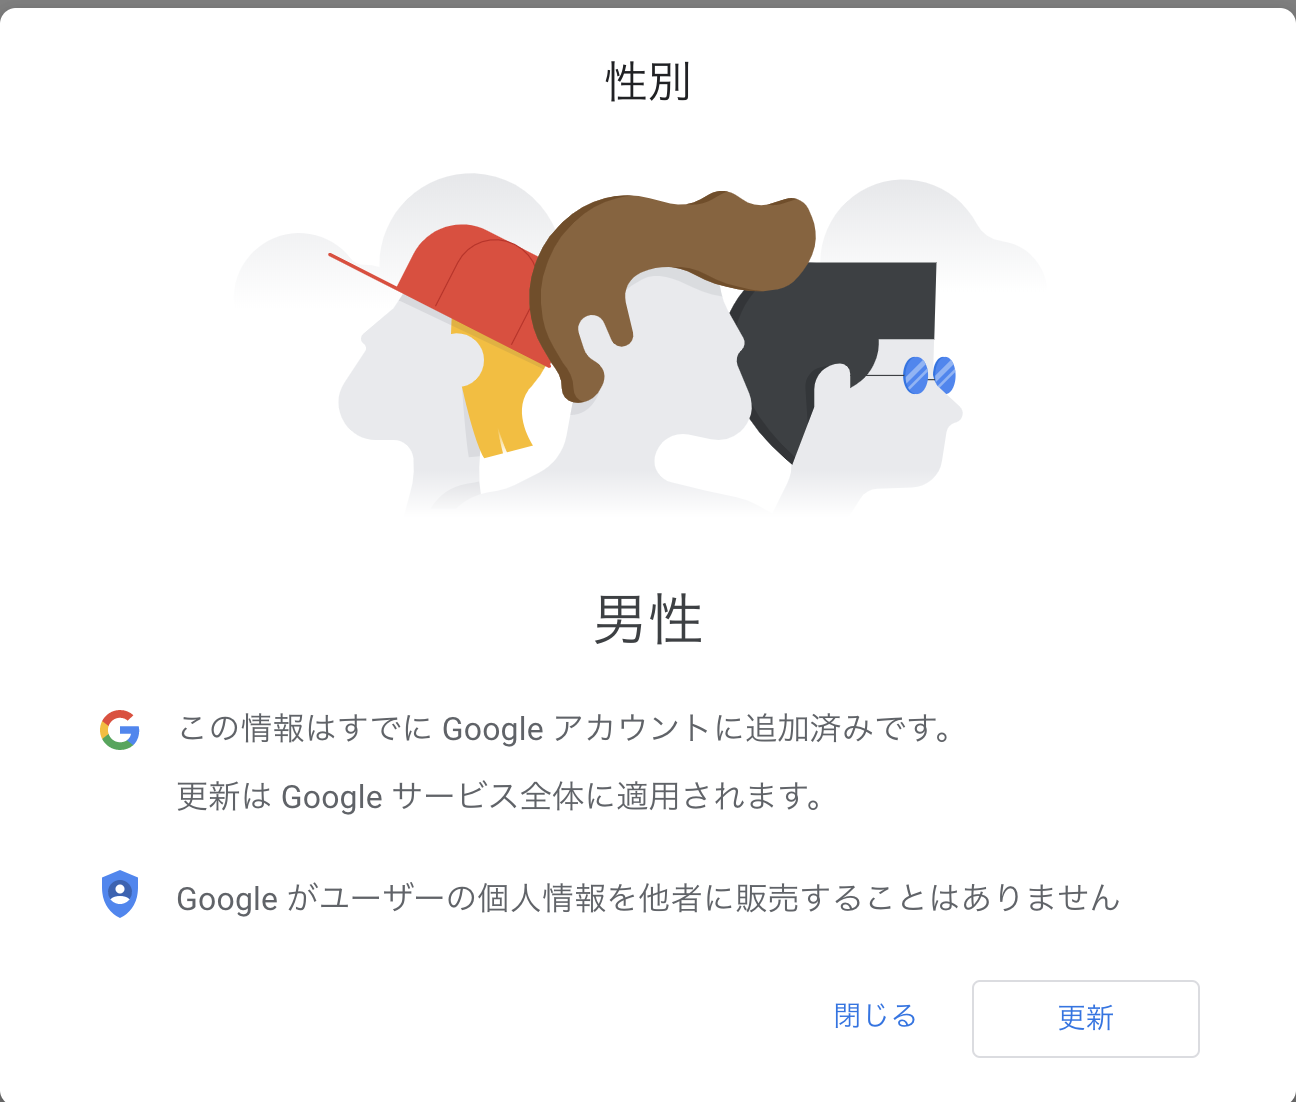 性別
男性
この情報はすでに Google アカウントに追加済みです。
更新は Google サービス全体に適用されます。
Google がユーザーの個人情報を他者に販売することはありません
閉じる
更新